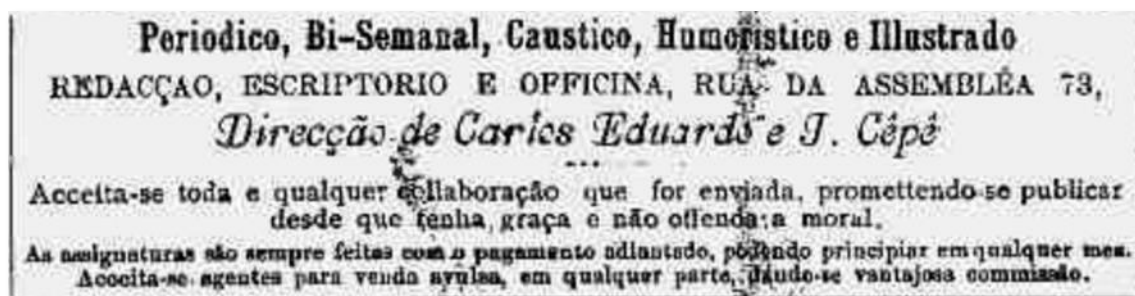 Periodico, Bi-Semanal, Caustico, Humoristico e Illustrado
REDACÇAO, ESCRIPTORIO E OFFICINA, RUA DA ASSEMBLÉA 73,
Direcção de Carlos Eduardo e J. Cépé
Acceita-se toda e qualquer collaboração que for enviada, promettendo-se publicar
desde que tenha graça e não offenda a moral.
As assignaturas são sempre feitas com o pagamento adiantado, podendo principiar em qualquer mez.
Acceita-se agentes para venda avulsa, em qualquer parte, dando-se vantajosa commissão.